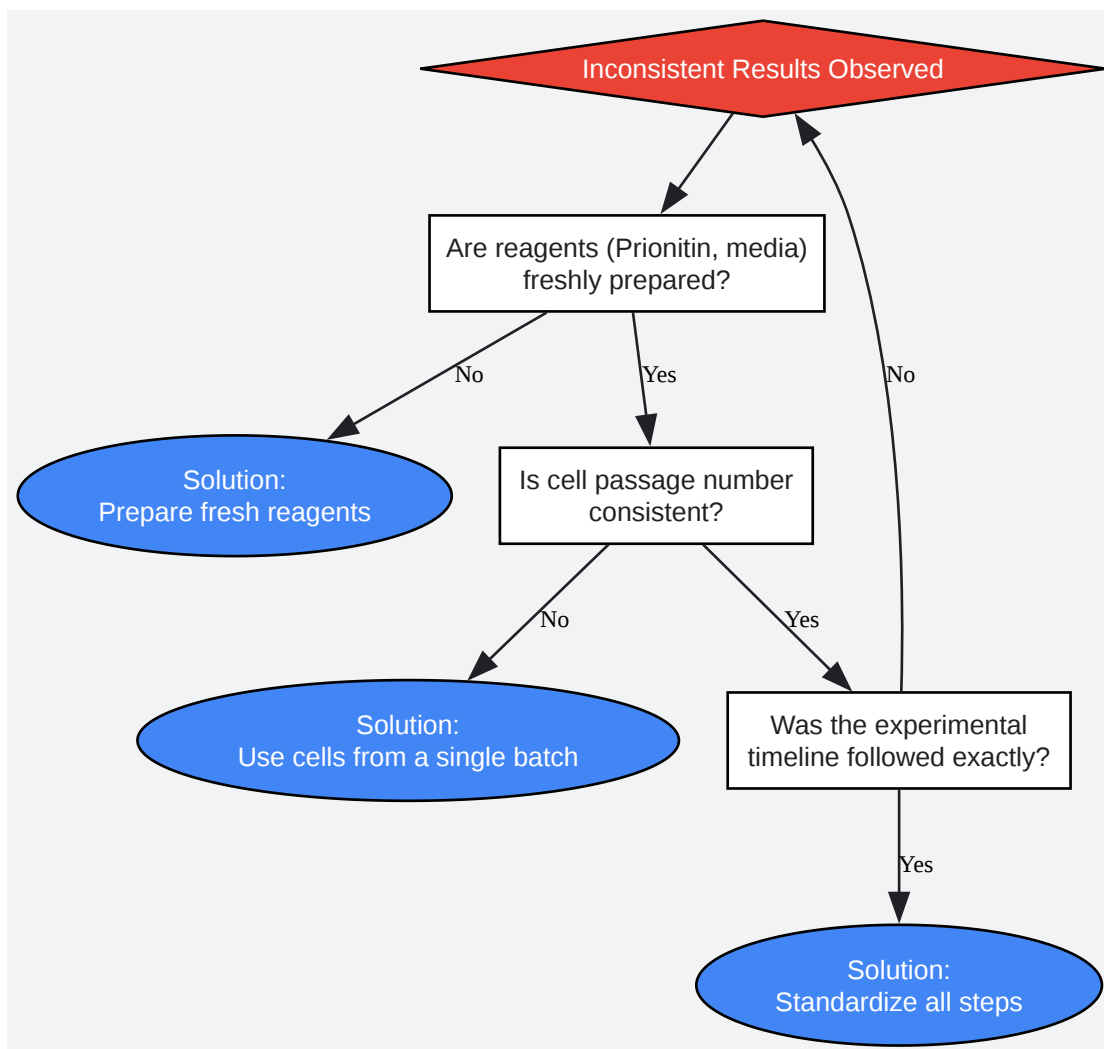 Inconsistent Results Observed
Are reagents (Prionitin, media)
freshly prepared?
No
Yes
No
Solution:
Prepare fresh reagents
Is cell passage number
consistent?
No
Yes
Solution:
Use cells from a single batch
Was the experimental
timeline followed exactly?
Yes
Solution:
Standardize all steps